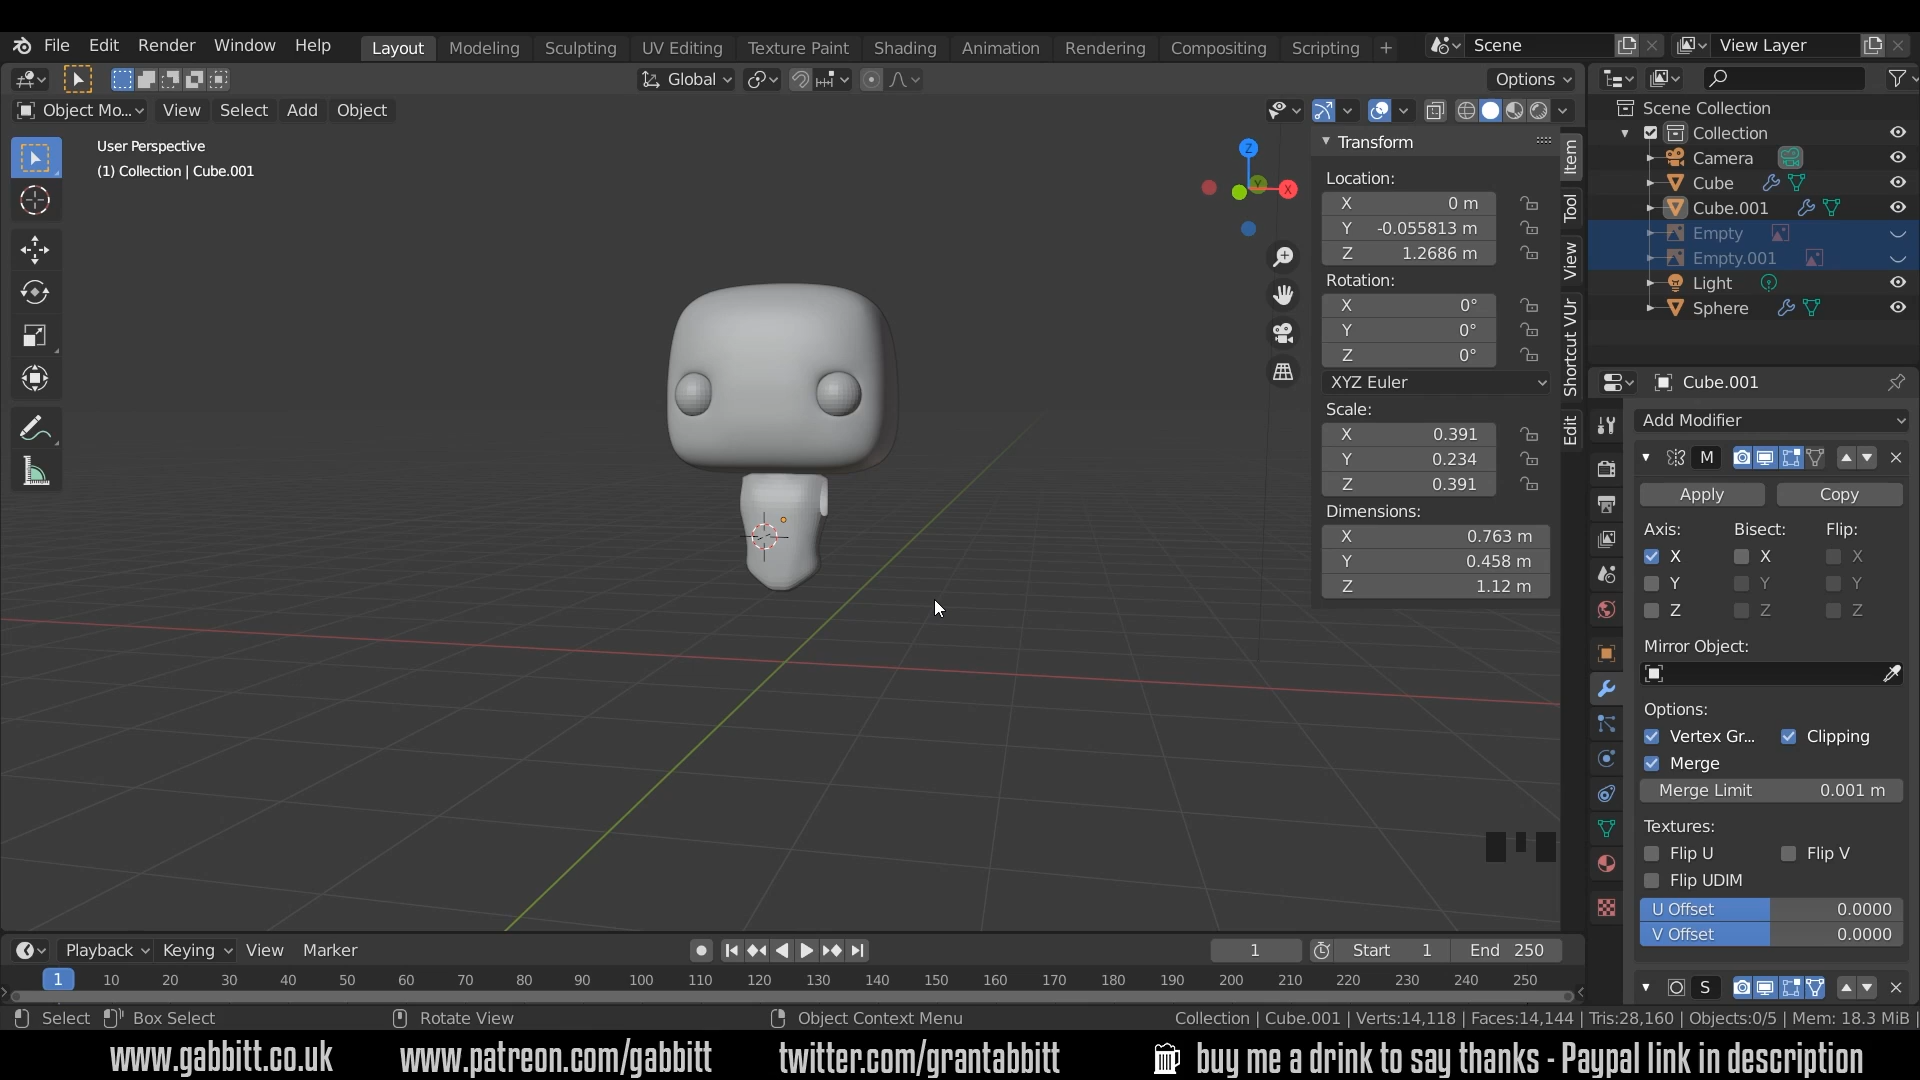 File Edit Render Window Help Layout Modeling Sculpting UV Editing Texture Paint Shading Animation Rendering Compositing Scripting + Scene View Layer
Global Options
Object Mo... View Select Add Object
User Perspective
(1) Collection | Cube.001
Z
Y
X
Transform
Location:
X 0 m
Y -0.055813 m
Z 1.2686 m
Rotation:
X 0°
Y 0°
Z 0°
XYZ Euler
Scale:
X 0.391
Y 0.234
Z 0.391
Dimensions:
X 0.763 m
Y 0.458 m
Z 1.12 m
Item
Tool
View
Shortcut VUr
Edit
Scene Collection
Collection
Camera
Cube
Cube.001
Empty
Empty.001
Light
Sphere
Cube.001
Add Modifier
M
Apply Copy
Axis: Bisect: Flip:
X X X
Y Y Y
Z Z Z
Mirror Object:
Options:
Vertex Gr... Clipping
Merge
Merge Limit 0.001 m
Textures:
Flip U Flip V
Flip UDIM
U Offset 0.0000
V Offset 0.0000
S
Playback Keying View Marker 1 Start 1 End 250
1 10 20 30 40 50 60 70 80 90 100 110 120 130 140 150 160 170 180 190 200 210 220 230 240 250
Select Box Select Rotate View Object Context Menu Collection | Cube.001 | Verts:14,118 | Faces:14,144 | Tris:28,160 | Objects:0/5 | Mem: 18.3 MiB
www.gabbitt.co.uk www.patreon.com/gabbitt twitter.com/grantabbitt buy me a drink to say thanks - Paypal link in description